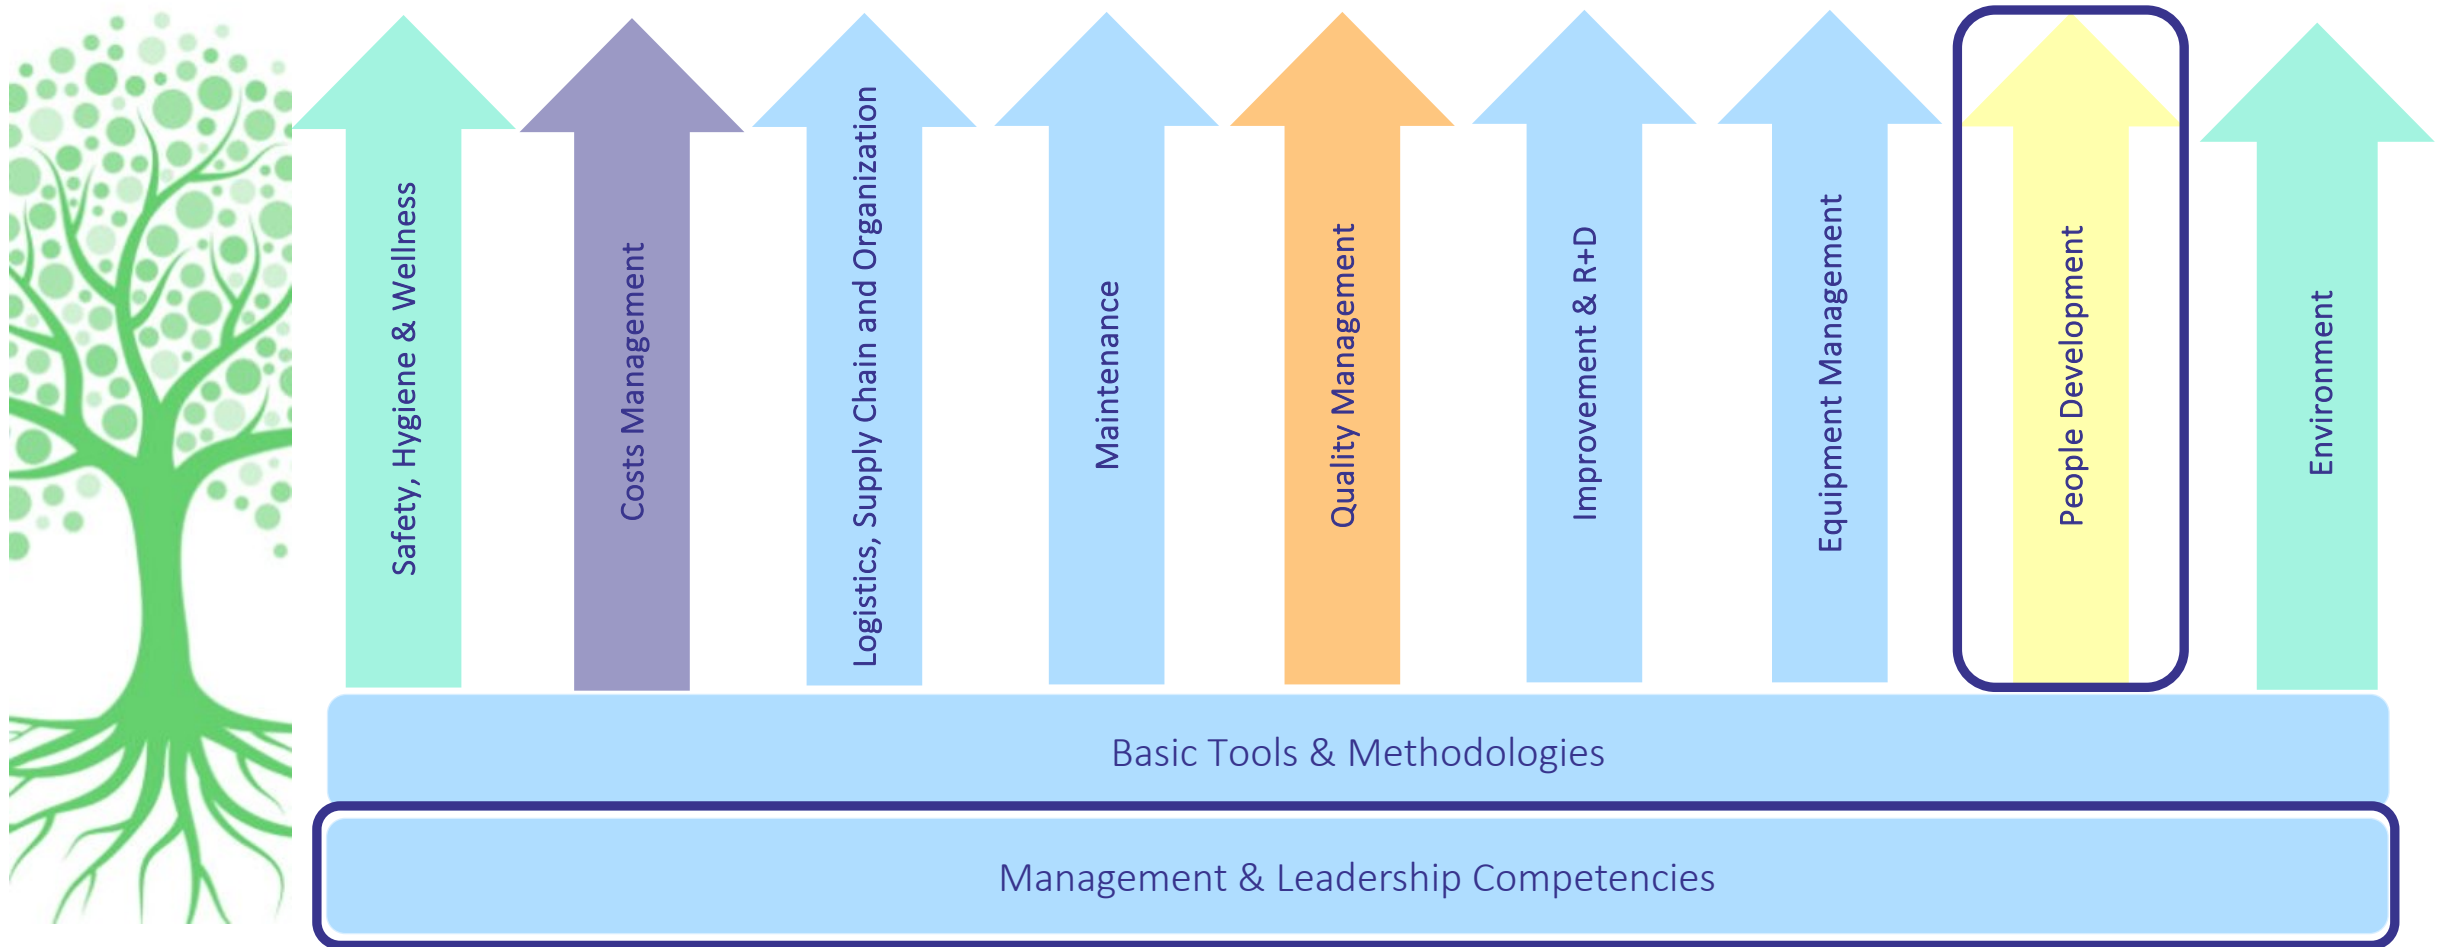 Safety, Hygiene & Wellness
Costs Management
Logistics, Supply Chain and Organization
Maintenance
Quality Management
Improvement & R+D
Equipment Management
People Development
Environment
Basic Tools & Methodologies
Management & Leadership Competencies